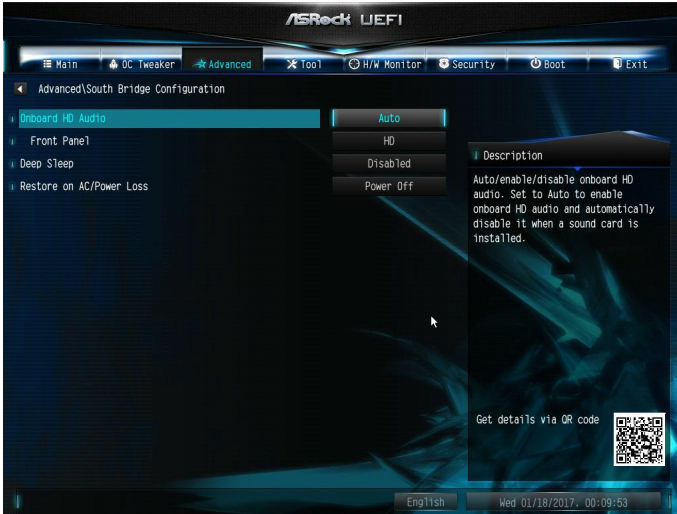 ASRock UEFI
Main OC Tweaker Advanced Tool H/W Monitor Security Boot Exit
Advanced\South Bridge Configuration
Onboard HD Audio Auto
Front Panel HD
Deep Sleep Disabled
Restore on AC/Power Loss Power Off
Description
Auto/enable/disable onboard HD
audio. Set to Auto to enable
onboard HD audio and automatically
disable it when a sound card is
installed.
Get details via QR code
English
Wed 01/18/2017. 00:09:53